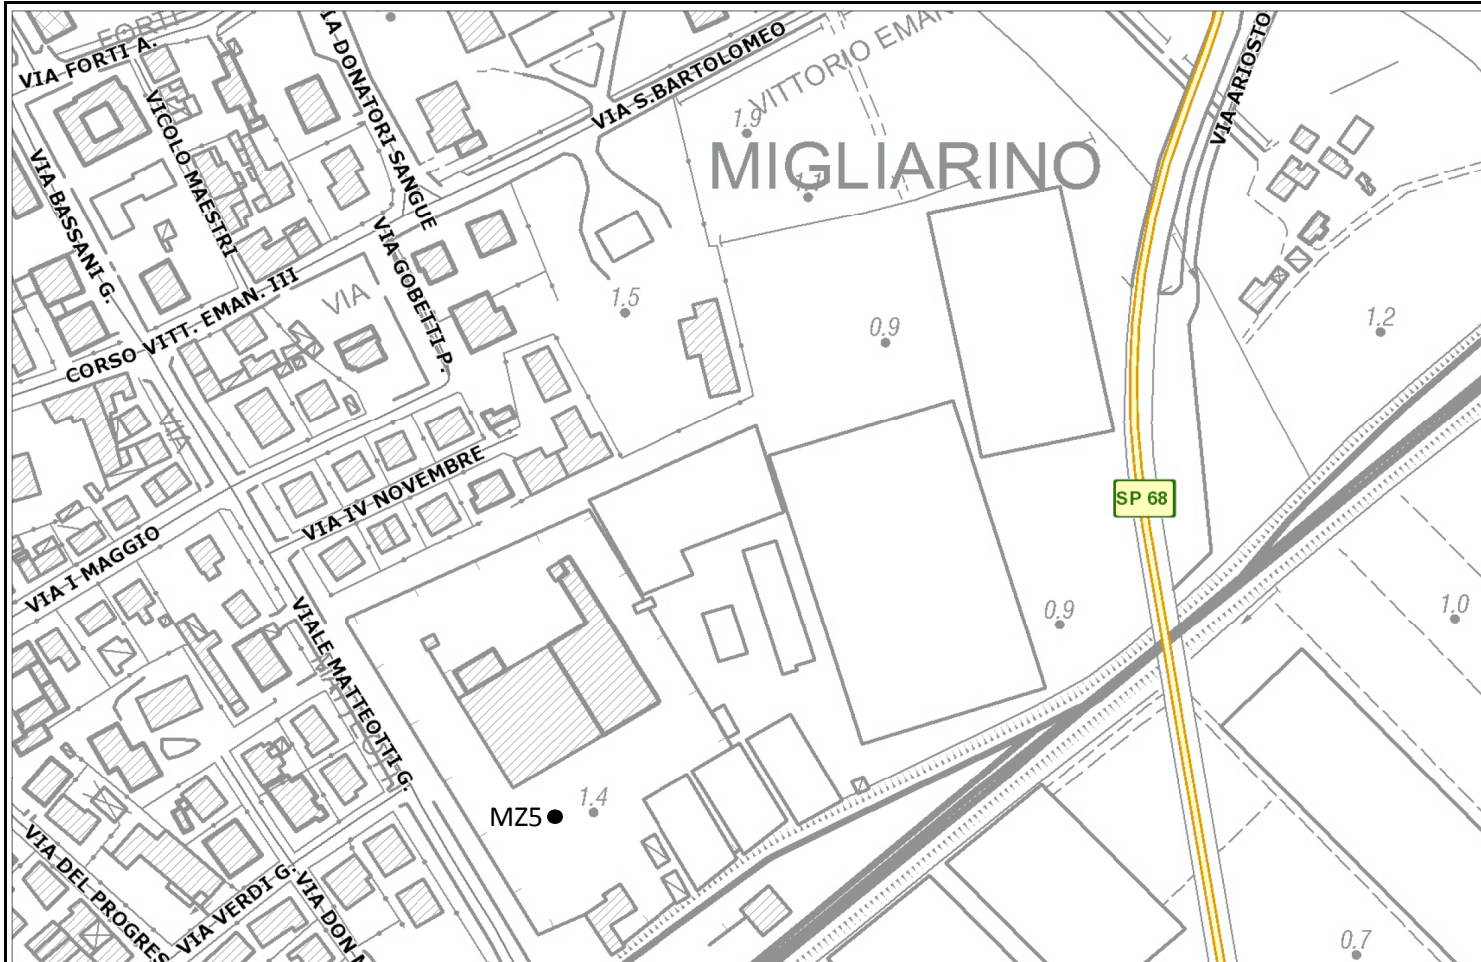 FORTI
VIA FORTI A.
VIA DONATORI SANGUE
VIA S.BARTOLOMEO
VITTORIO EMAN
VIA ARIOSTO
VICOLO MAESTRI
VIA BASSANI G.
1.9
MIGLIARINO
1.1
VIA GOBETTI P.
CORSO VITT. EMAN. III
VIA
1.5
0.9
1.2
VIA
VIA IV NOVEMBRE
SP 68
VIA I MAGGIO
VIALE MATTEOTTI G.
0.9
1.0
MZ5
1.4
VIA DEL PROGRES
VIA VERDI G.
VIA DON M
0.7